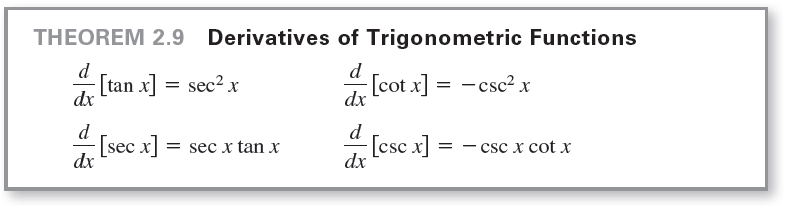 THEOREM 2.9 Derivatives of Trigonometric Functions
d/dx [tan x] = sec² x    d/dx [cot x] = −csc² x
d/dx [sec x] = sec x tan x    d/dx [csc x] = −csc x cot x